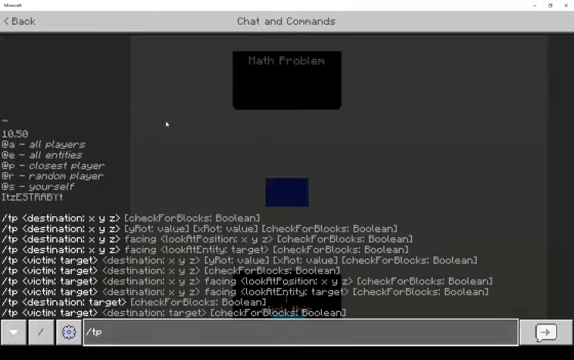 Minecraft
< Back
Chat and Commands
Math Problem
~
10.50
@a - all players
@e - all entities
@p - closest player
@r - random player
@s - yourself
ItzESTRABYt
/tp <destination: x y z> [checkForBlocks: Boolean]
/tp <destination: x y z> [yRot: value] [xRot: value] [checkForBlocks: Boolean]
/tp <destination: x y z> facing <lookAtPosition: x y z> [checkForBlocks: Boolean]
/tp <destination: x y z> facing <lookAtEntity: target> [checkForBlocks: Boolean]
/tp <victim: target> <destination: x y z> [yRot: value] [xRot: value] [checkForBlocks: Boolean]
/tp <victim: target> <destination: x y z> [checkForBlocks: Boolean]
/tp <victim: target> <destination: x y z> facing <lookAtPosition: x y z> [checkForBlocks: Boolean]
/tp <victim: target> <destination: x y z> facing <lookAtEntity: target> [checkForBlocks: Boolean]
/tp <destination: target> [checkForBlocks: Boolean]
/tp <victim: target> <destination: target> [checkForBlocks: Boolean]
/
/tp